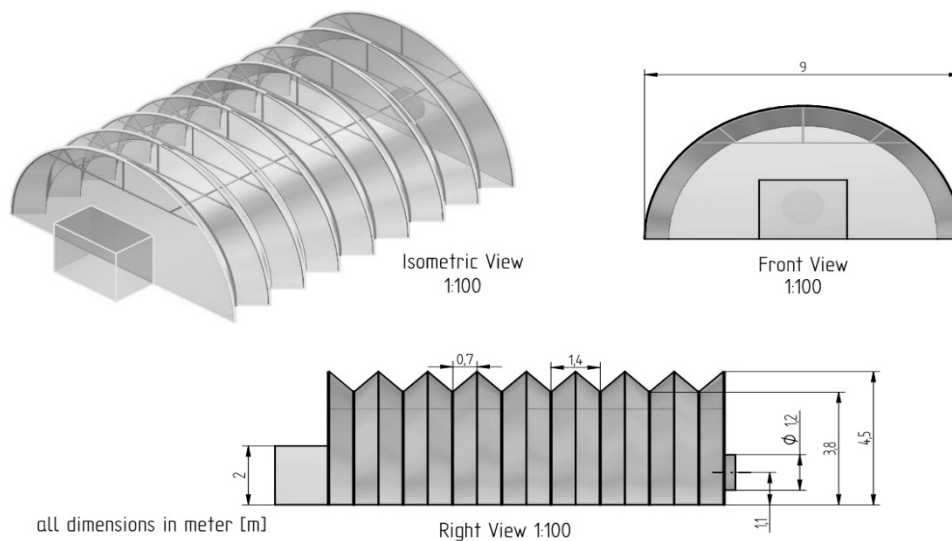 9
Isometric View
1:100
Front View
1:100
0,7
1,4
2
ϕ 1,2
1,1
3,8
4,5
all dimensions in meter [m]
Right View 1:100